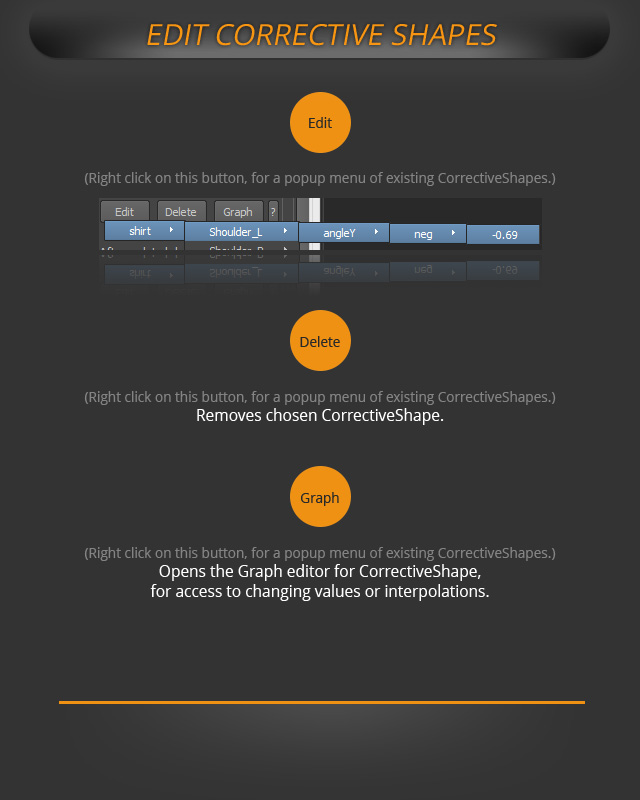 EDIT CORRECTIVE SHAPES
Edit
(Right click on this button, for a popup menu of existing CorrectiveShapes.)
Edit Delete Graph ?
shirt Shoulder_L angleY neg -0.69
Delete
(Right click on this button, for a popup menu of existing CorrectiveShapes.)
Removes chosen CorrectiveShape.
Graph
(Right click on this button, for a popup menu of existing CorrectiveShapes.)
Opens the Graph editor for CorrectiveShape,
for access to changing values or interpolations.